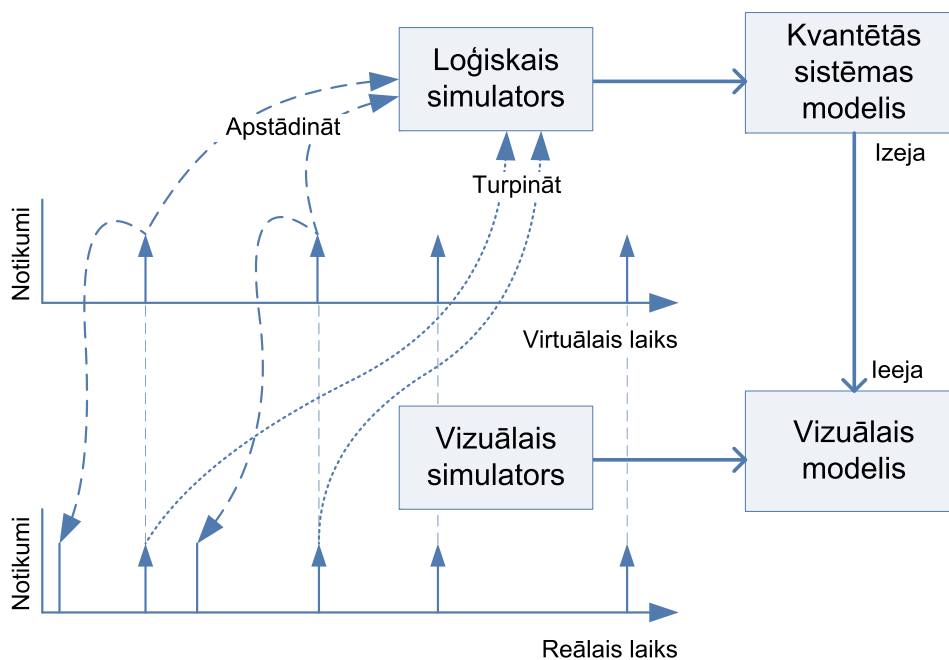 Loģiskais
simulators
Kvantētās
sistēmas
modelis
Apstādināt
Izeja
Turpināt
Notikumi
Virtuālais laiks
Ieeja
Vizuālais
simulators
Vizuālais
modelis
Notikumi
Reālais laiks